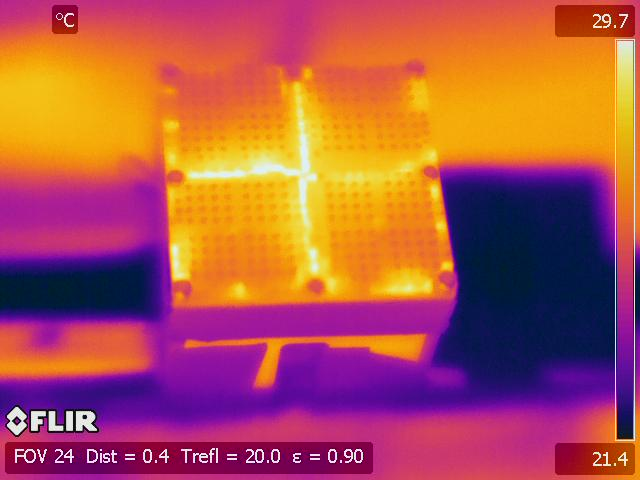 °C
29.7
FLIR
FOV 24 Dist = 0.4 Trefl = 20.0 ε = 0.90
21.4